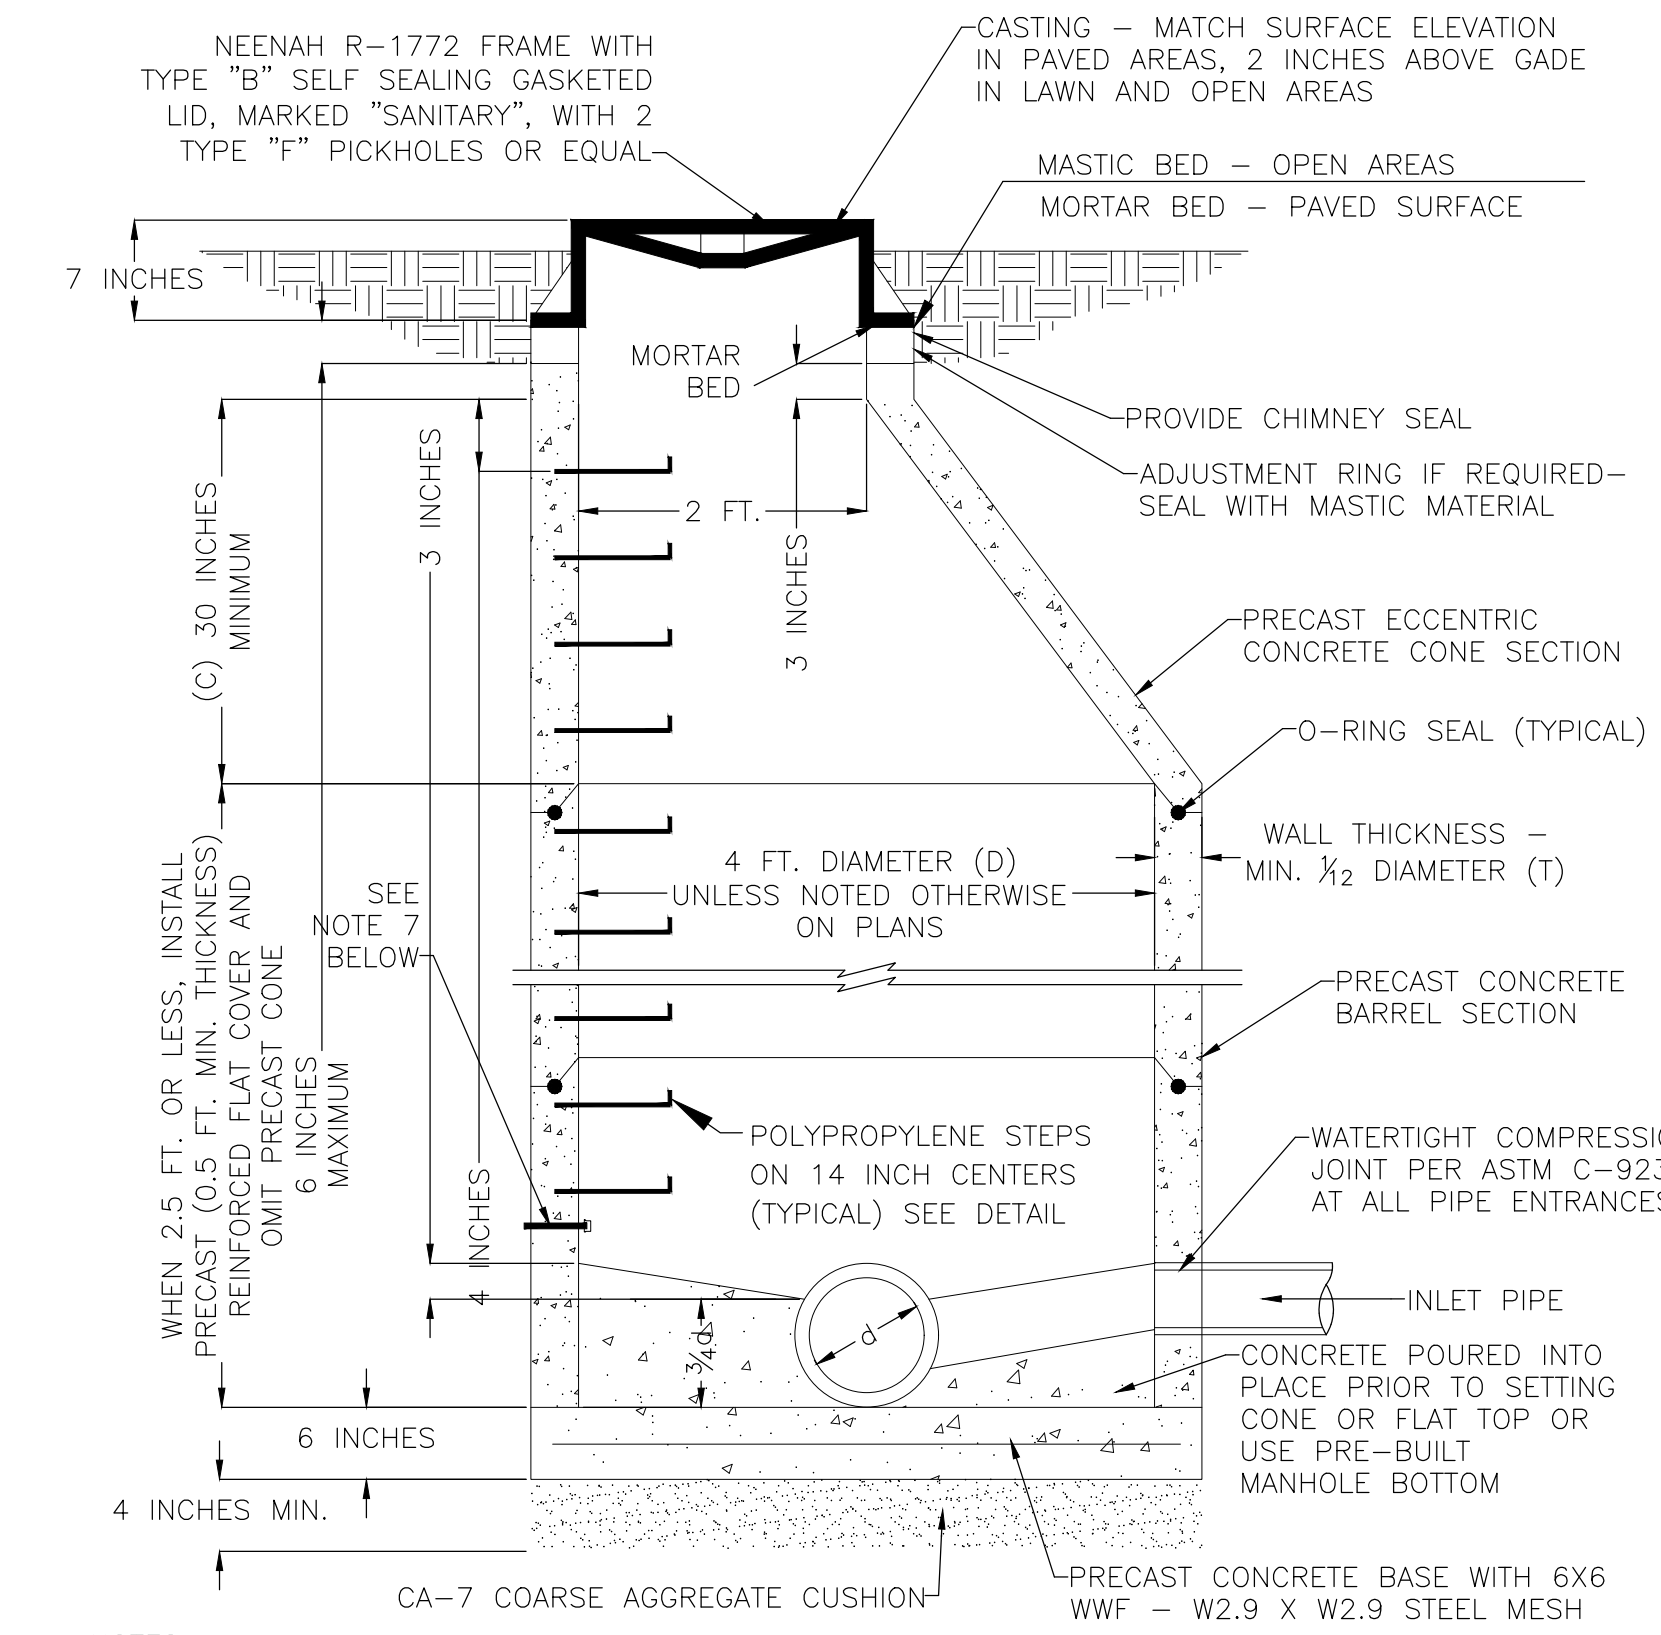 NEENAH R-1772 FRAME WITH
TYPE "B" SELF SEALING GASKETED
LID, MARKED "SANITARY", WITH 2
TYPE "F" PICKHOLES OR EQUAL
CASTING - MATCH SURFACE ELEVATION
IN PAVED AREAS, 2 INCHES ABOVE GADE
IN LAWN AND OPEN AREAS
MASTIC BED - OPEN AREAS
MORTAR BED - PAVED SURFACE
7 INCHES
MORTAR
BED
PROVIDE CHIMNEY SEAL
ADJUSTMENT RING IF REQUIRED-
SEAL WITH MASTIC MATERIAL
2 FT.
3 INCHES
3 INCHES
(C) 30 INCHES
MINIMUM
PRECAST ECCENTRIC
CONCRETE CONE SECTION
O-RING SEAL (TYPICAL)
WALL THICKNESS -
MIN. 1/12 DIAMETER (T)
4 FT. DIAMETER (D)
UNLESS NOTED OTHERWISE
ON PLANS
SEE
NOTE 7
BELOW
WHEN 2.5 FT. OR LESS, INSTALL
PRECAST (0.5 FT. MIN. THICKNESS)
REINFORCED FLAT COVER AND
OMIT PRECAST CONE
6 INCHES
MAXIMUM
4 INCHES
PRECAST CONCRETE
BARREL SECTION
POLYPROPYLENE STEPS
ON 14 INCH CENTERS
(TYPICAL) SEE DETAIL
WATERTIGHT COMPRESSIO
JOINT PER ASTM C-923
AT ALL PIPE ENTRANCES
INLET PIPE
d
3/4d
CONCRETE POURED INTO
PLACE PRIOR TO SETTING
CONE OR FLAT TOP OR
USE PRE-BUILT
MANHOLE BOTTOM
6 INCHES
4 INCHES MIN.
CA-7 COARSE AGGREGATE CUSHION
PRECAST CONCRETE BASE WITH 6X6
WWF - W2.9 X W2.9 STEEL MESH